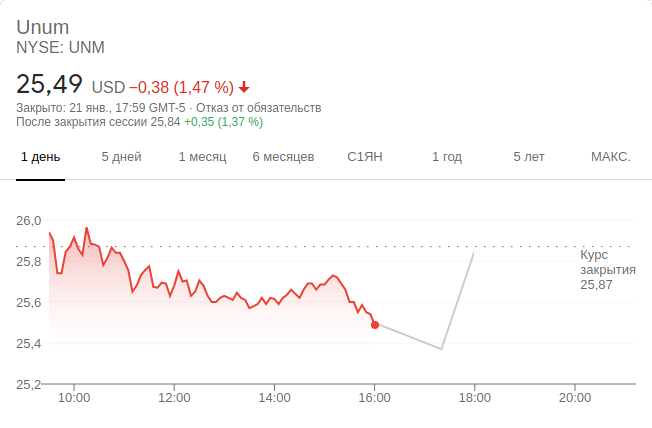 Unum
NYSE: UNM
25,49 USD −0,38 (1,47 %)
Закрыто: 21 янв., 17:59 GMT-5 · Отказ от обязательств
После закрытия сессии 25,84 +0,35 (1,37 %)
1 день 5 дней 1 месяц 6 месяцев С1ЯН 1 год 5 лет МАКС.
26,0
25,8
25,6
25,4
25,2
Курс
закрытия
25,87
10:00 12:00 14:00 16:00 18:00 20:00